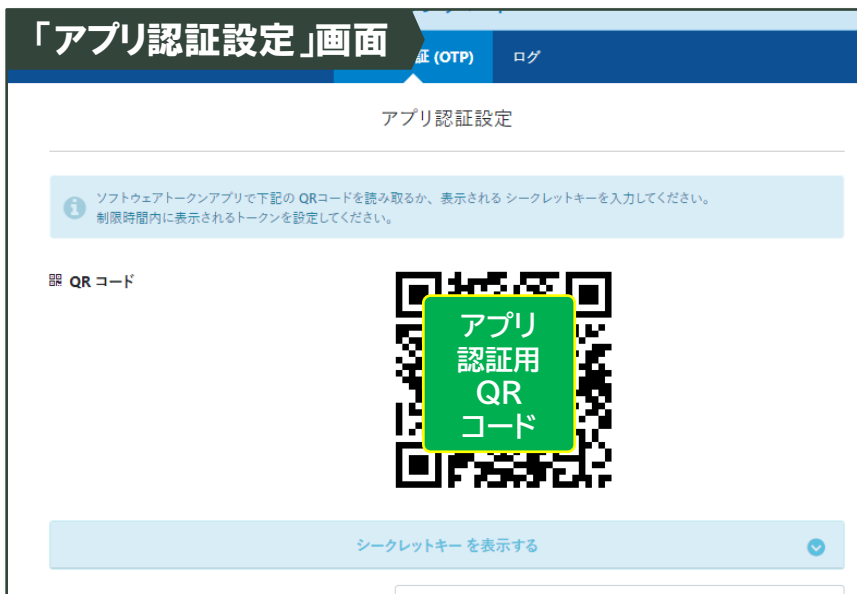 「アプリ認証設定」画面
証 (OTP)
ログ
アプリ認証設定
ソフトウェアトークンアプリで下記の QRコードを読み取るか、表示される シークレットキーを入力してください。
制限時間内に表示されるトークンを設定してください。
QR コード
アプリ
認証用
QR
コード
シークレットキー を表示する